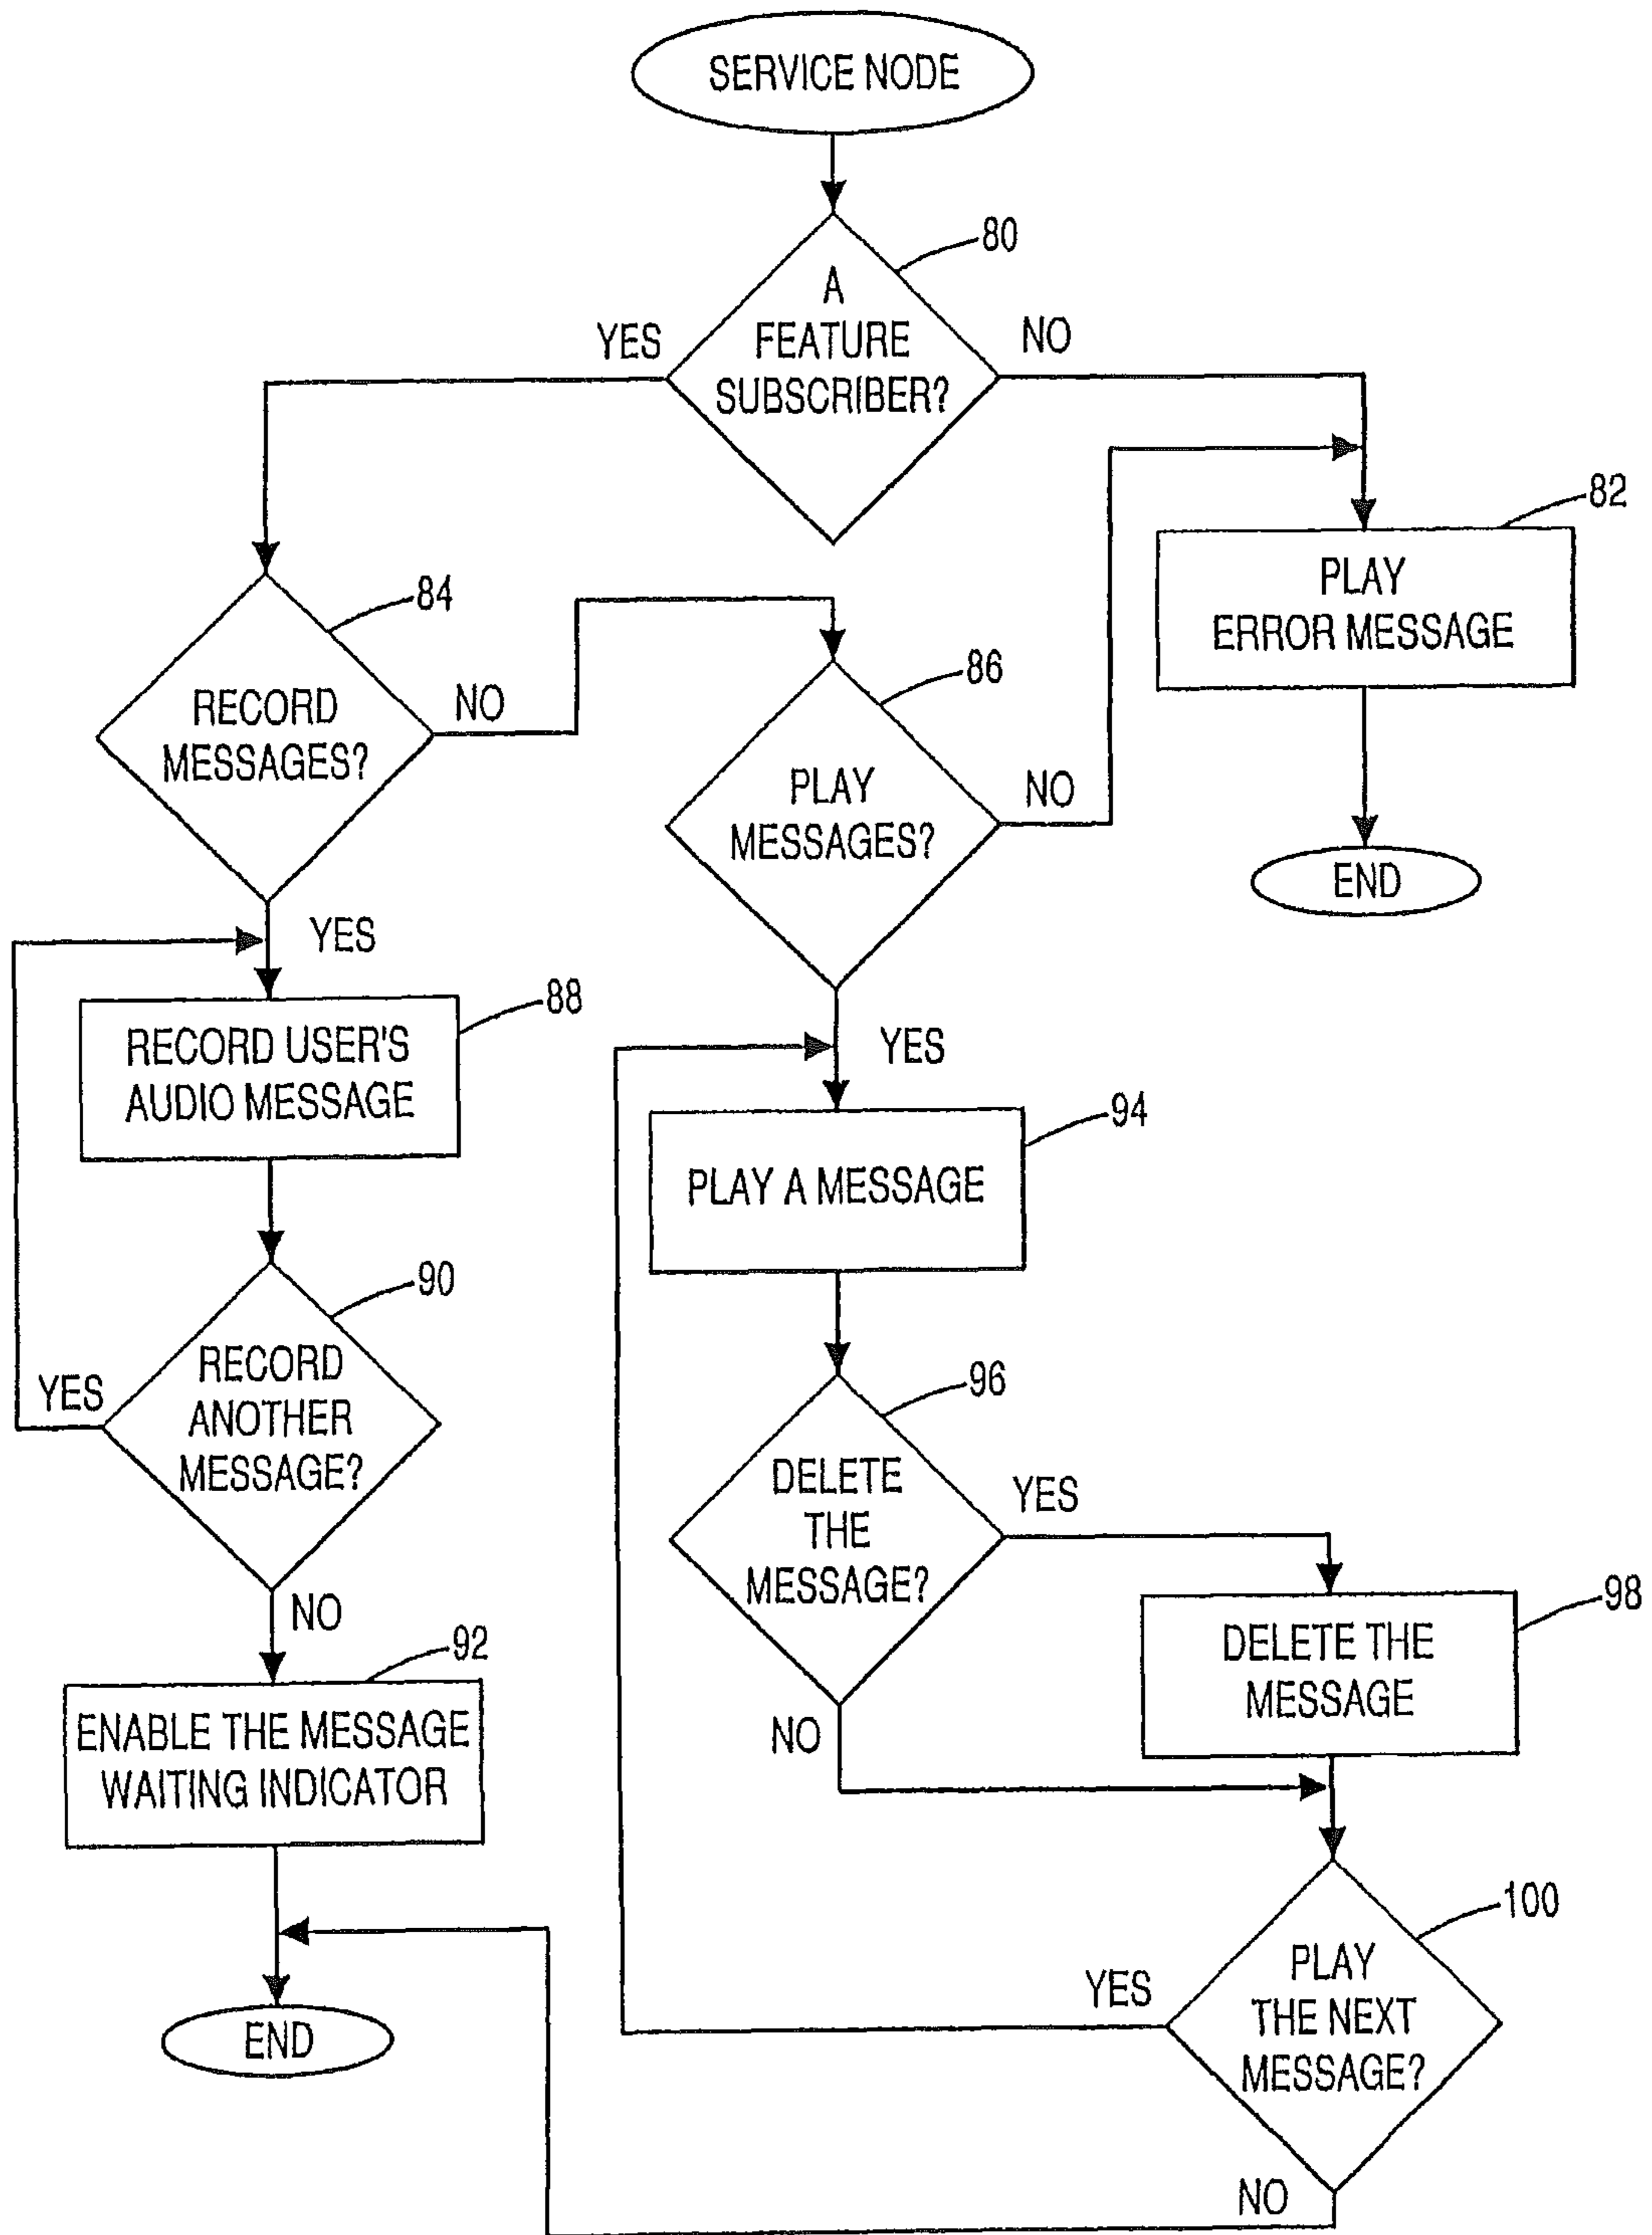 SERVICE NODE
80
A
FEATURE
SUBSCRIBER?
YES
NO
82
PLAY
ERROR MESSAGE
END
84
RECORD
MESSAGES?
NO
86
PLAY
MESSAGES?
NO
YES
88
RECORD USER'S
AUDIO MESSAGE
YES
94
PLAY A MESSAGE
90
RECORD
ANOTHER
MESSAGE?
YES
NO
96
DELETE
THE
MESSAGE?
YES
98
DELETE THE
MESSAGE
NO
92
ENABLE THE MESSAGE
WAITING INDICATOR
END
100
PLAY
THE NEXT
MESSAGE?
YES
NO